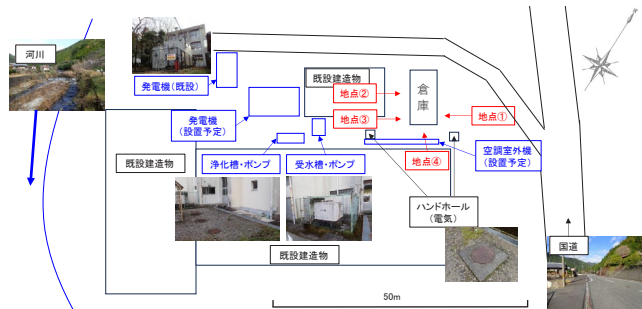 河川
発電機(既設)
既設建造物
倉庫
地点②
地点①
地点③
発電機
(設置予定)
既設建造物
浄化槽・ポンプ
受水槽・ポンプ
地点④
空調室外機
(設置予定)
ハンドホール
(電気)
国道
既設建造物
50m